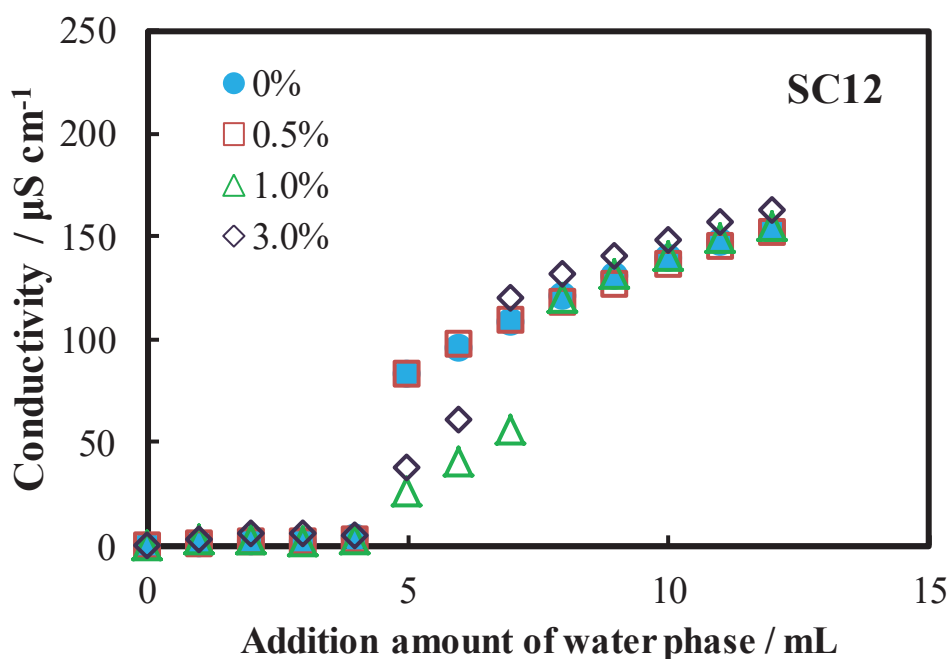 Conductivity / µS cm-1
250
200
150
100
50
0
0%
0.5%
1.0%
3.0%
SC12
0 5 10 15
Addition amount of water phase / mL